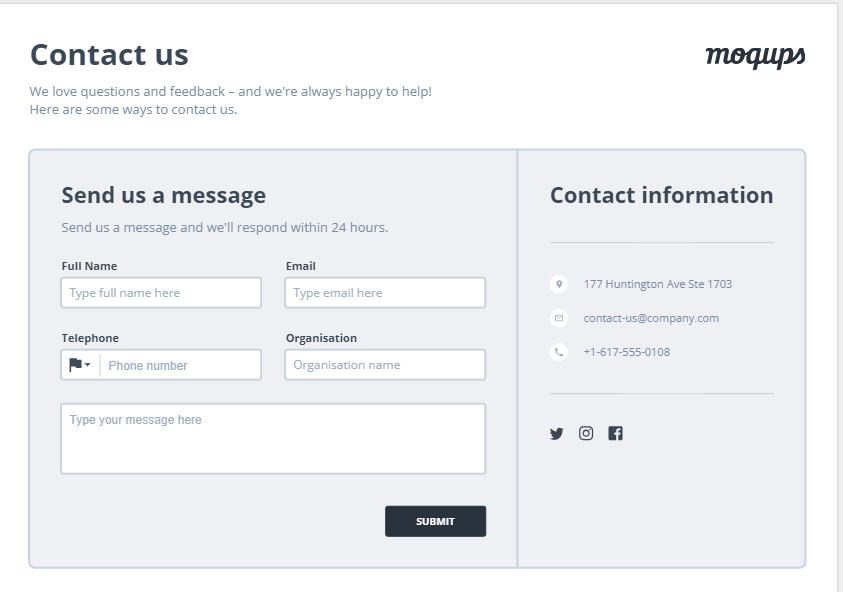 Contact us
moqups
We love questions and feedback – and we're always happy to help!
Here are some ways to contact us.
Send us a message
Send us a message and we'll respond within 24 hours.
Full Name
Email
Type full name here
Type email here
Telephone
Organisation
Phone number
Organisation name
Type your message here
SUBMIT
Contact information
177 Huntington Ave Ste 1703
contact-us@company.com
+1-617-555-0108